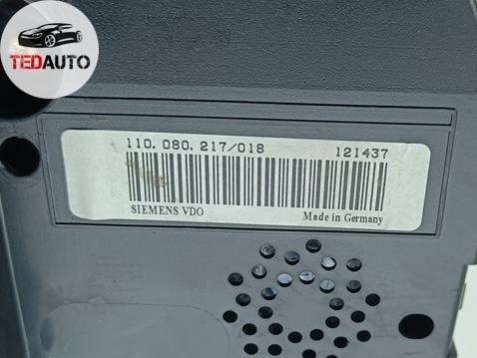 TEDAUTO
110.080.217/018 121437
SIEMENS VDO Made in Germany